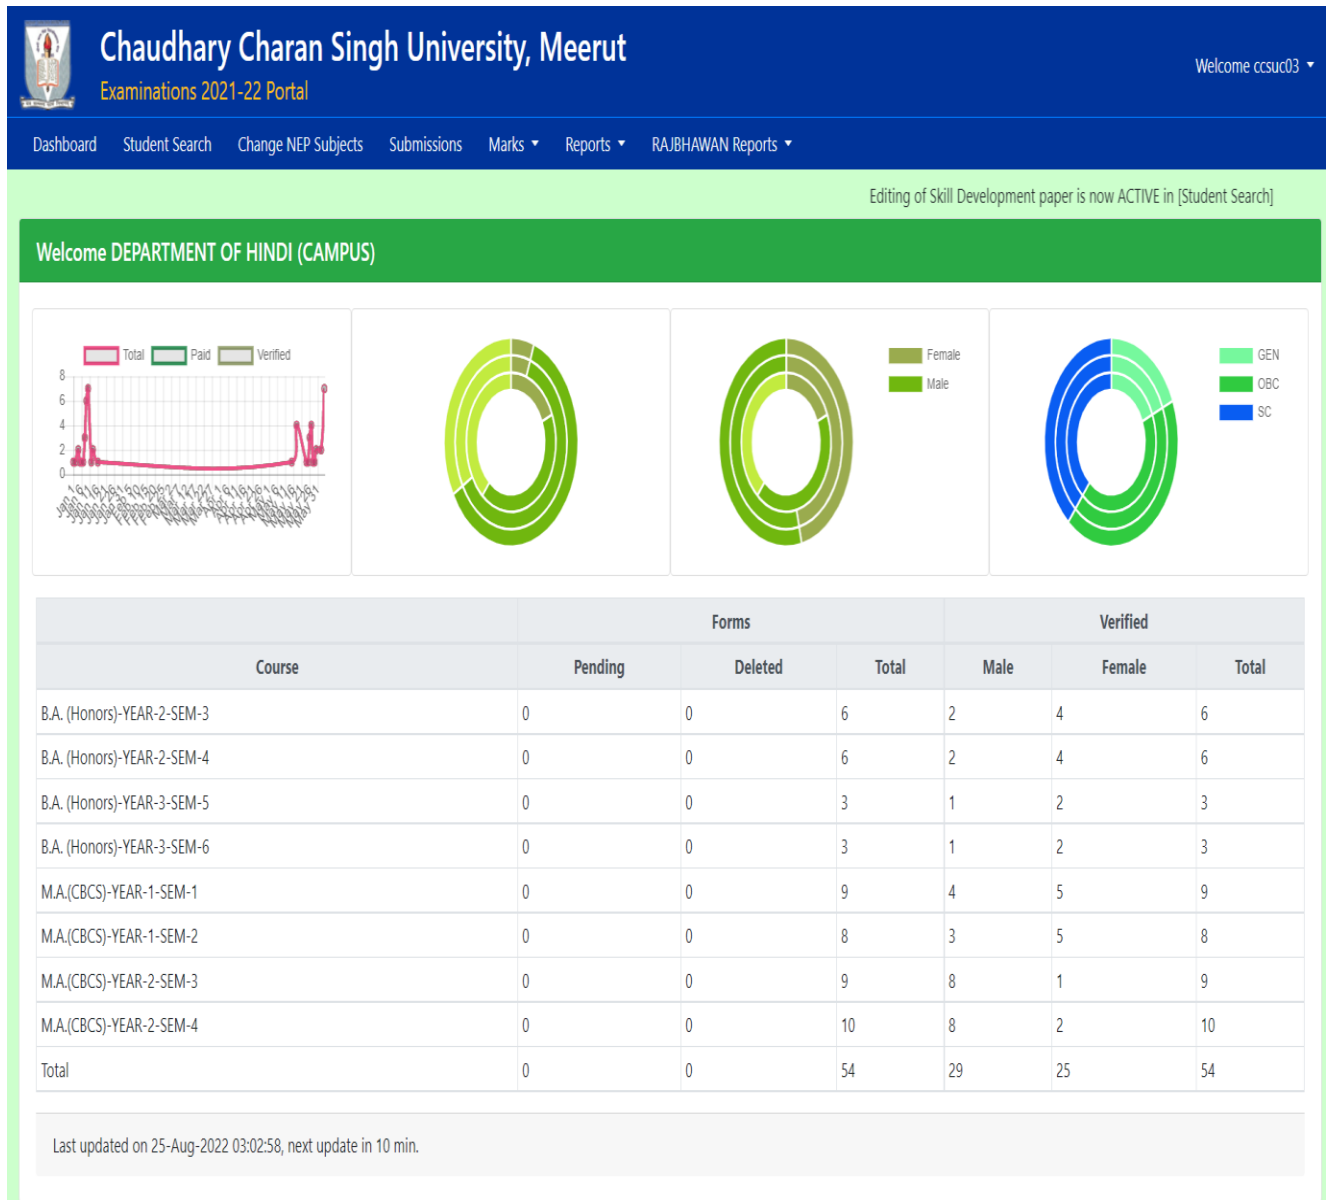 Chaudhary Charan Singh University, Meerut
Examinations 2021-22 Portal
Welcome ccsuc03
Dashboard Student Search Change NEP Subjects Submissions Marks Reports RAJBHAWAN Reports
Editing of Skill Development paper is now ACTIVE in [Student Search]
Welcome DEPARTMENT OF HINDI (CAMPUS)
Total Paid Verified
8
6
4
2
0
Female
Male
GEN
OBC
SC
Forms Verified
Course Pending Deleted Total Male Female Total
B.A. (Honors)-YEAR-2-SEM-3 0 0 6 2 4 6
B.A. (Honors)-YEAR-2-SEM-4 0 0 6 2 4 6
B.A. (Honors)-YEAR-3-SEM-5 0 0 3 1 2 3
B.A. (Honors)-YEAR-3-SEM-6 0 0 3 1 2 3
M.A.(CBCS)-YEAR-1-SEM-1 0 0 9 4 5 9
M.A.(CBCS)-YEAR-1-SEM-2 0 0 8 3 5 8
M.A.(CBCS)-YEAR-2-SEM-3 0 0 9 8 1 9
M.A.(CBCS)-YEAR-2-SEM-4 0 0 10 8 2 10
Total 0 0 54 29 25 54
Last updated on 25-Aug-2022 03:02:58, next update in 10 min.